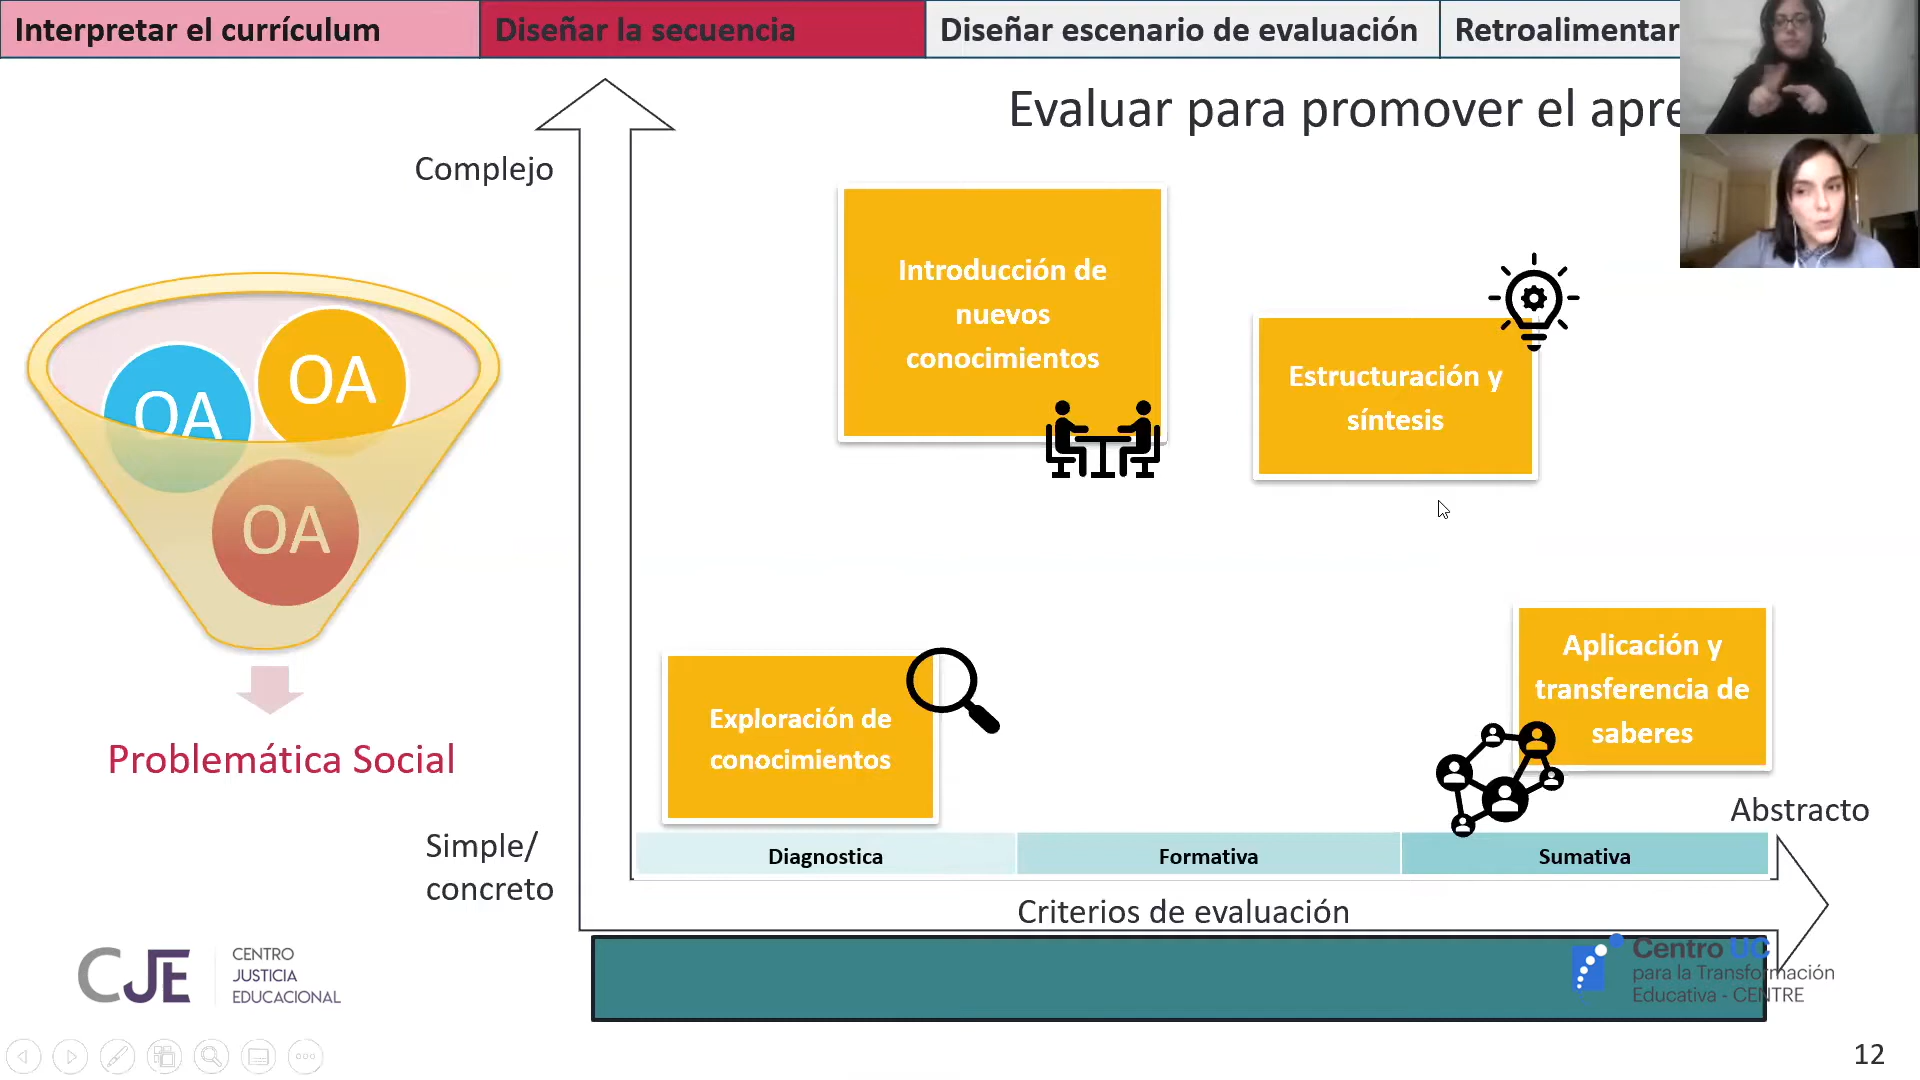 Interpretar el currículum
Diseñar la secuencia
Diseñar escenario de evaluación
Retroalimentar
Evaluar para promover el apre
Complejo
Introducción de
nuevos
conocimientos
Estructuración y
síntesis
OA
OA
OA
Problemática Social
Exploración de
conocimientos
Aplicación y
transferencia de
saberes
Abstracto
Simple/
concreto
Diagnostica
Formativa
Sumativa
Criterios de evaluación
CJE
CENTRO
JUSTICIA
EDUCACIONAL
Centro UC
para la Transformación
Educativa - CENTRE
12